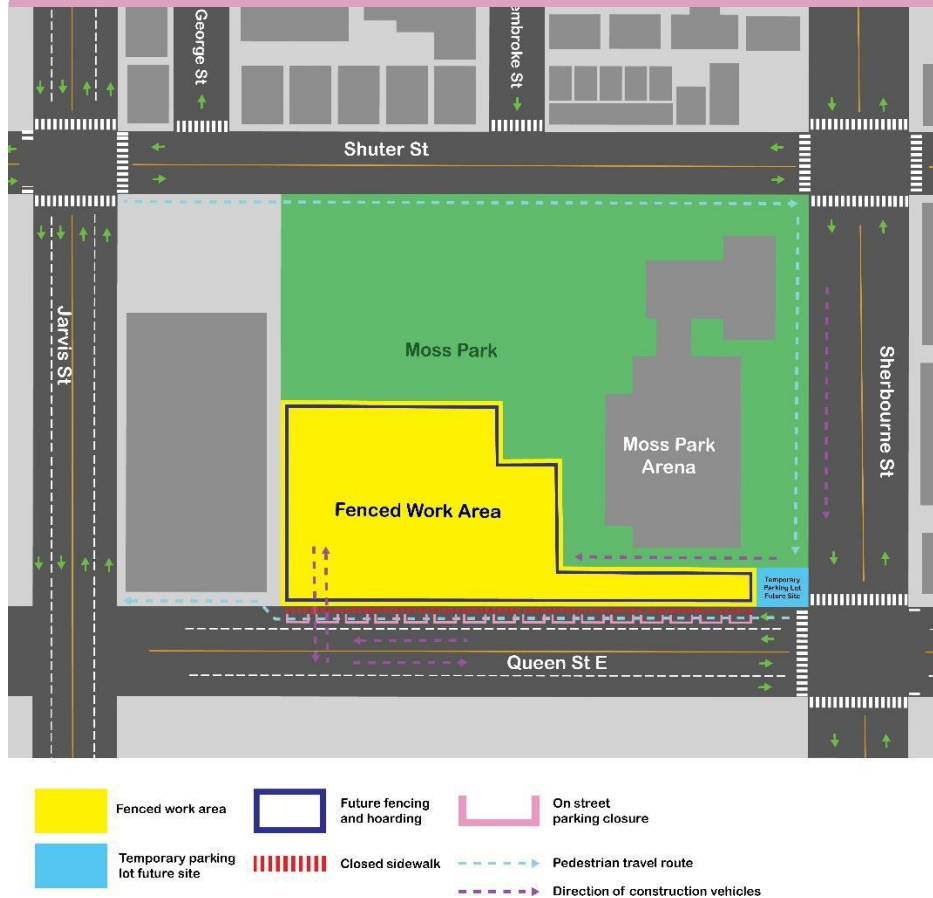 George St
embroke St
Shuter St
Jarvis St
Moss Park
Sherbourne St
Moss Park
Arena
Fenced Work Area
Temporary
Parking Lot
Future Site
Queen St E
Fenced work area
Future fencing
and hoarding
On street
parking closure
Temporary parking
lot future site
Closed sidewalk
Pedestrian travel route
Direction of construction vehicles